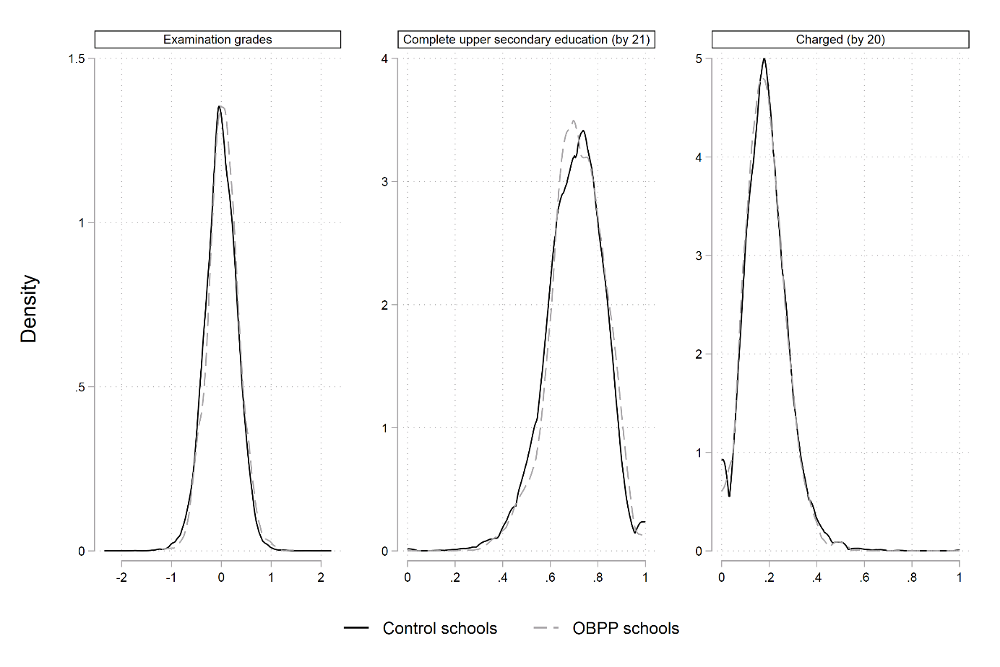 Examination grades
Complete upper secondary education (by 21)
Charged (by 20)
Density
1.5
1
.5
0
-2 -1 0 1 2
4
3
2
1
0
0 .2 .4 .6 .8 1
5
4
3
2
1
0
0 .2 .4 .6 .8 1
Control schools
OBPP schools